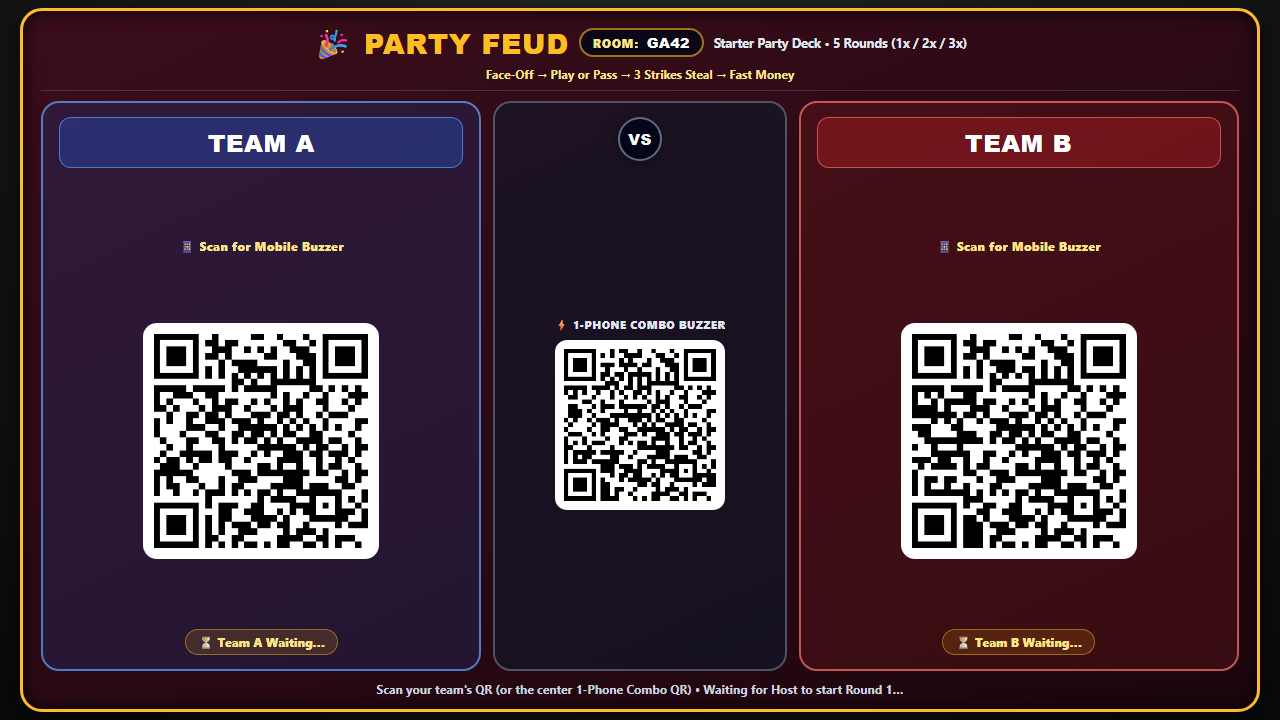 🎉 PARTY FEUD ROOM: GA42 Starter Party Deck • 5 Rounds (1x / 2x / 3x)
Face-Off → Play or Pass → 3 Strikes Steal → Fast Money
TEAM A
📱 Scan for Mobile Buzzer
⏳ Team A Waiting...
VS
⚡ 1-PHONE COMBO BUZZER
TEAM B
📱 Scan for Mobile Buzzer
⏳ Team B Waiting...
Scan your team's QR (or the center 1-Phone Combo QR) • Waiting for Host to start Round 1...